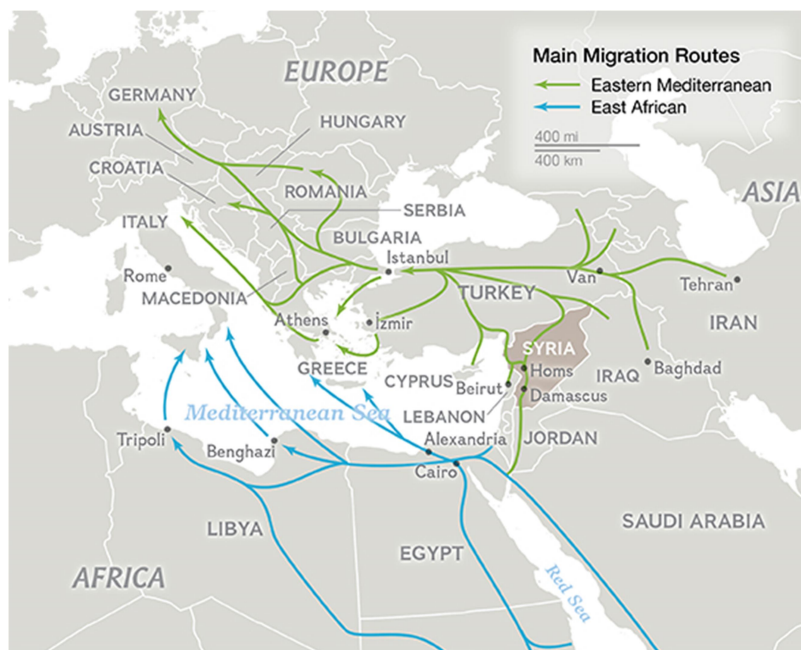 Main Migration Routes
Eastern Mediterranean
East African
400 mi
400 km
EUROPE
GERMANY
AUSTRIA
HUNGARY
CROATIA
ROMANIA
ASIA
ITALY
SERBIA
BULGARIA
Istanbul
Rome
MACEDONIA
TURKEY
Van
Tehran
Athens
İzmir
IRAN
SYRIA
GREECE
CYPRUS
Beirut
Homs
IRAQ
Baghdad
Damascus
Mediterranean Sea
LEBANON
Tripoli
Benghazi
Alexandria
JORDAN
Cairo
LIBYA
EGYPT
SAUDI ARABIA
AFRICA
Red Sea